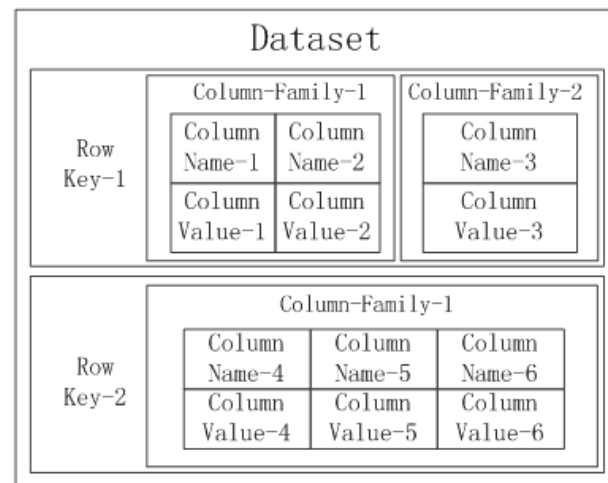 Dataset
Column-Family-1
Column-Family-2
Row
Key-1
Column
Name-1
Column
Name-2
Column
Name-3
Column
Value-1
Column
Value-2
Column
Value-3
Column-Family-1
Row
Key-2
Column
Name-4
Column
Name-5
Column
Name-6
Column
Value-4
Column
Value-5
Column
Value-6